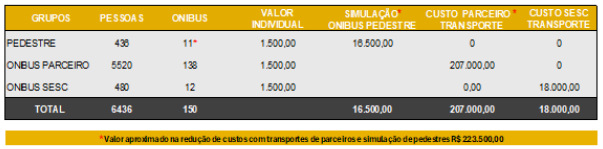 GRUPOS PESSOAS ONIBUS VALOR INDIVIDUAL SIMULAÇÃO* ONIBUS PEDESTRE CUSTO PARCEIRO* TRANSPORTE CUSTO SESC TRANSPORTE
PEDESTRE 436 11* 1.500,00 16.500,00 0 0
ONIBUS PARCEIRO 5520 138 1.500,00 207.000,00 0
ONIBUS SESC 480 12 1.500,00 0,00 18.000,00
TOTAL 6436 150 16.500,00 207.000,00 18.000,00
*Valor aproximado na redução de custos com transportes de parceiros e simulação de pedestres R$ 223.500,00